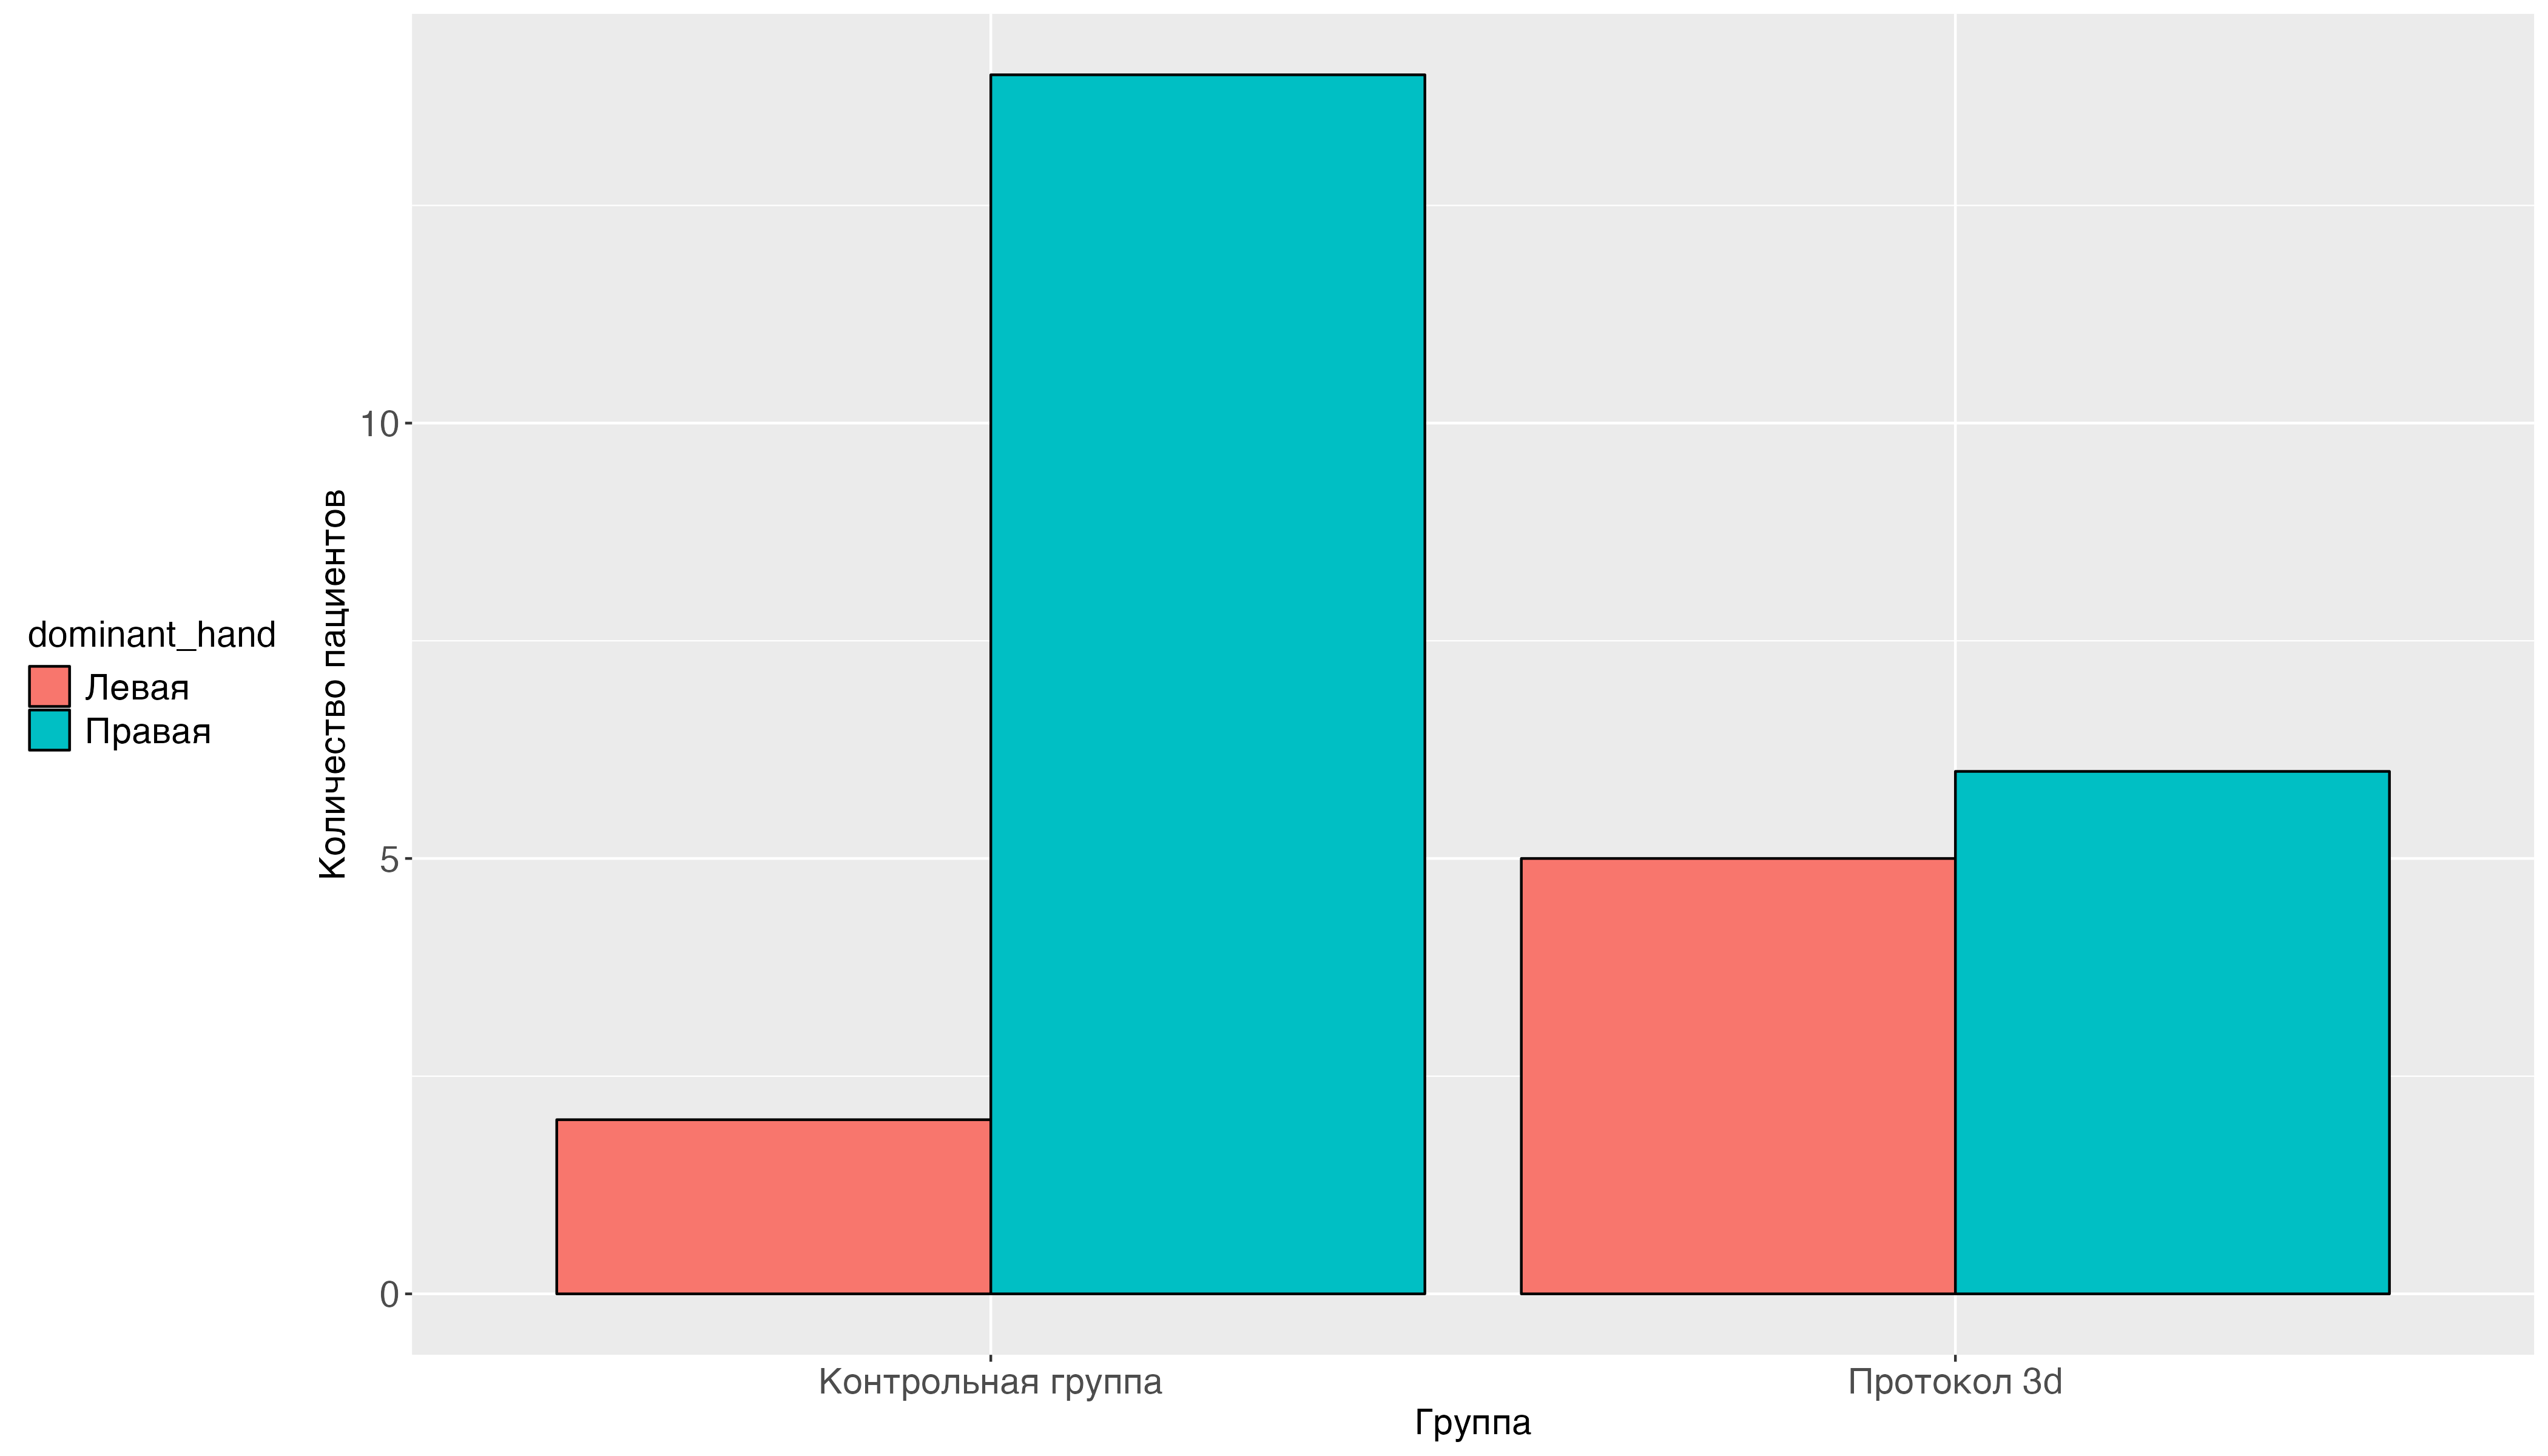 dominant_hand
Левая
Правая
Количество пациентов
10
5
0
Контрольная группа
Протокол 3d
Группа